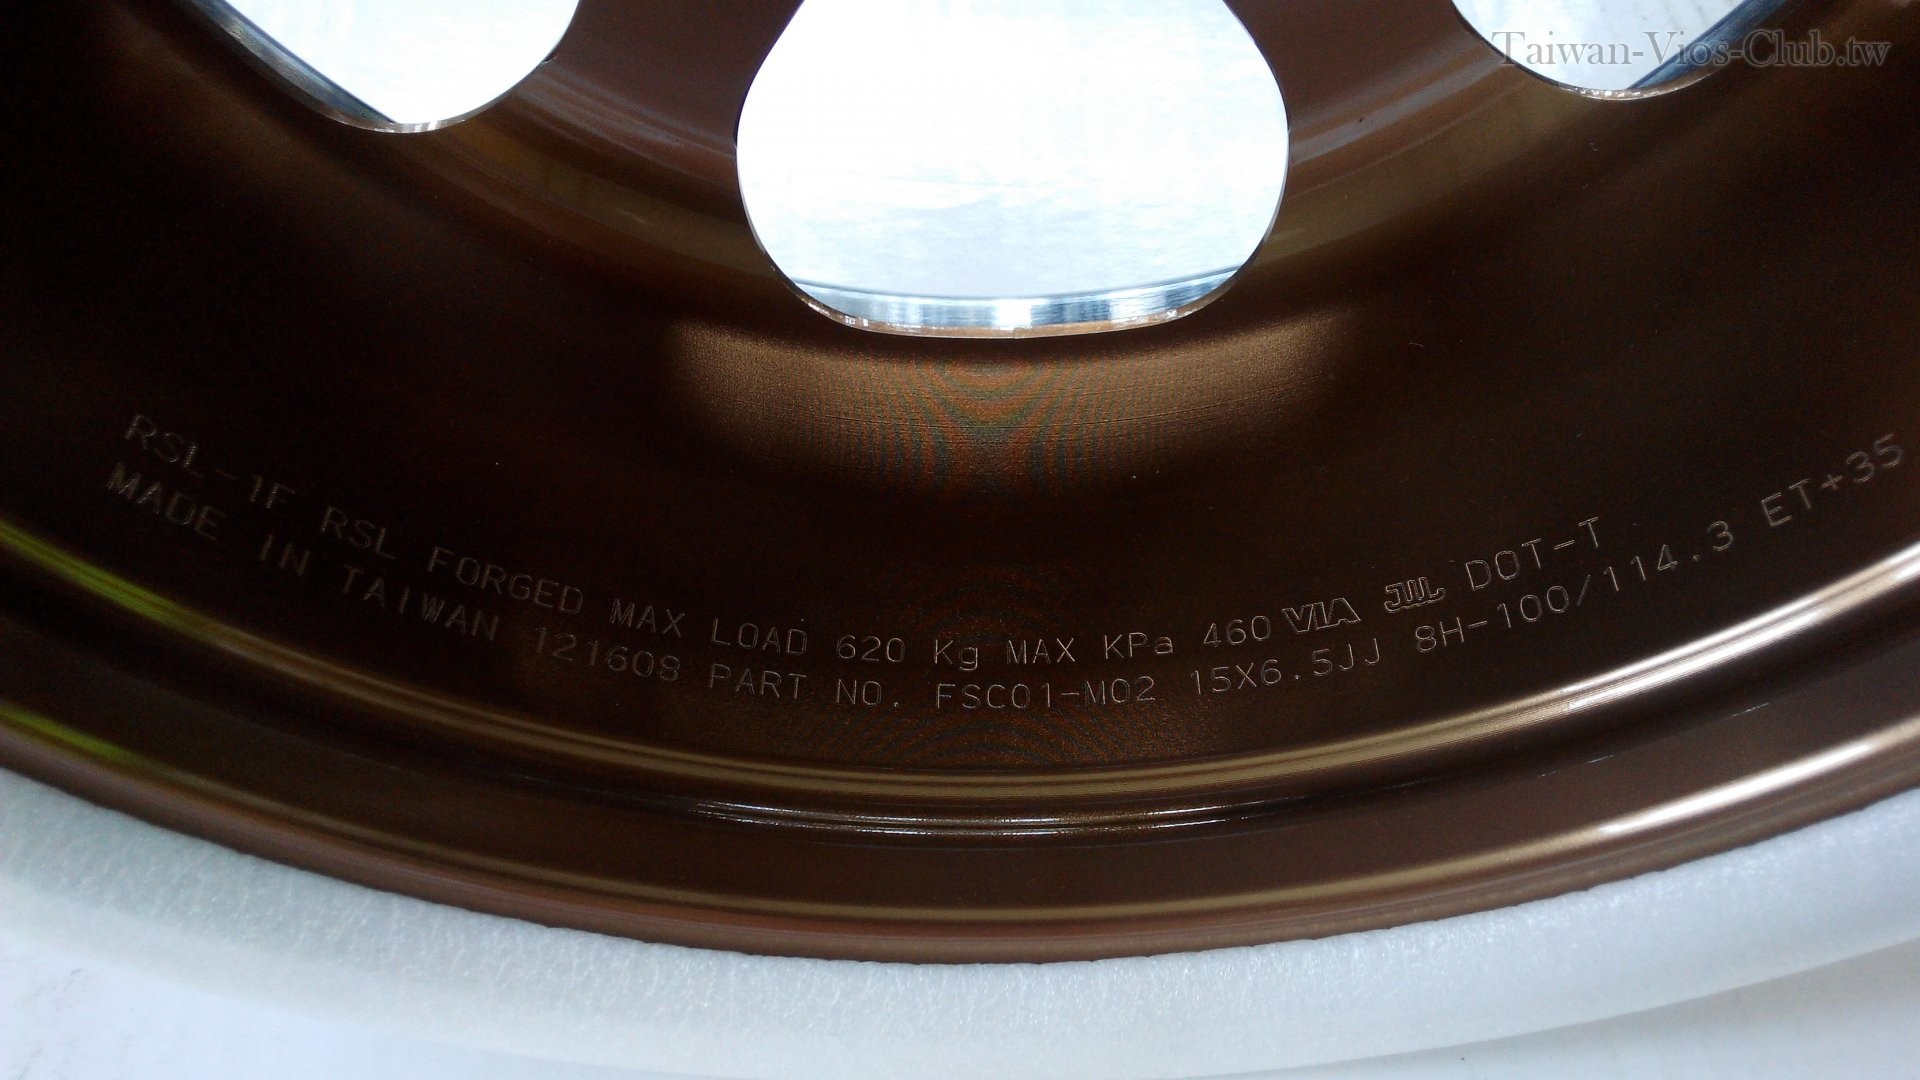 Taiwan-Vios-Club.tw
RSL-1F RSL FORGED MAX LOAD 620 Kg MAX KPa 460 VIA JWL DOT-T
MADE IN TAIWAN 121608 PART NO. FSC01-M02 15X6.5JJ 8H-100/114.3 ET+35